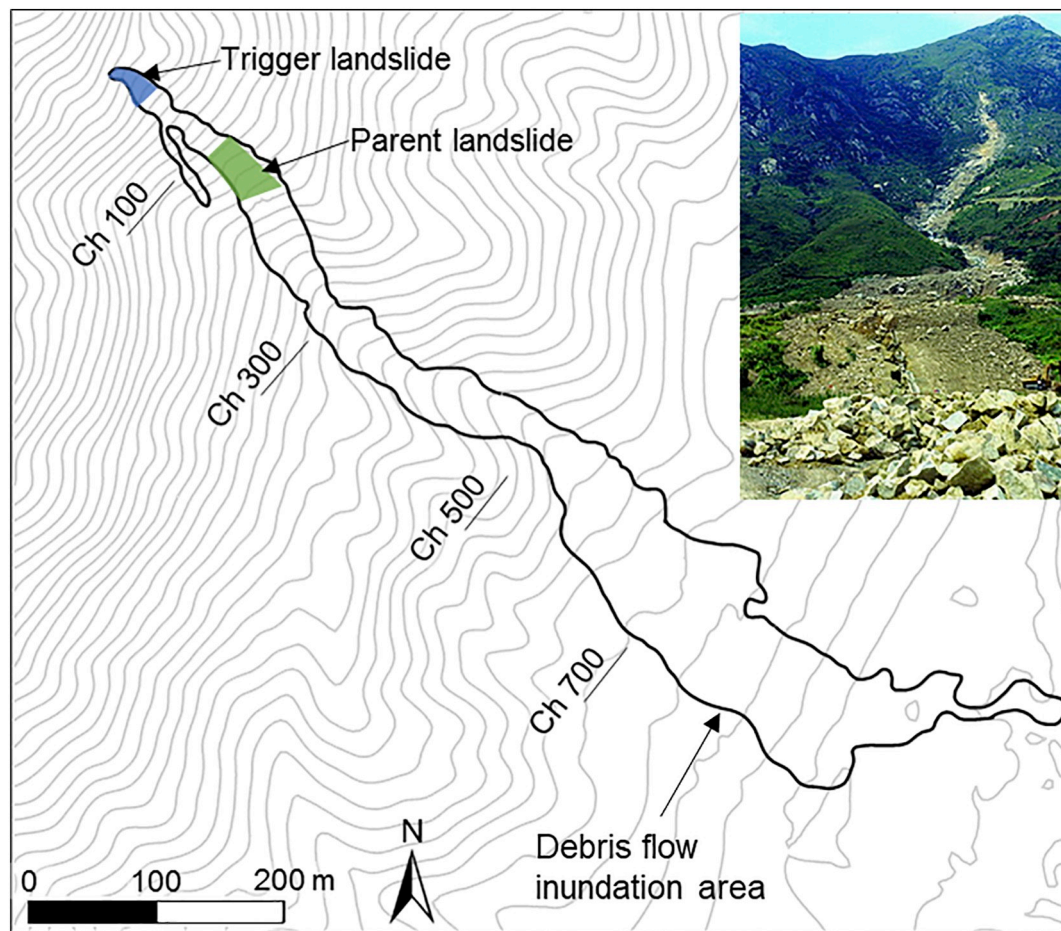 Trigger landslide
Parent landslide
Ch 100
Ch 300
Ch 500
Ch 700
N
Debris flow
inundation area
0 100 200 m